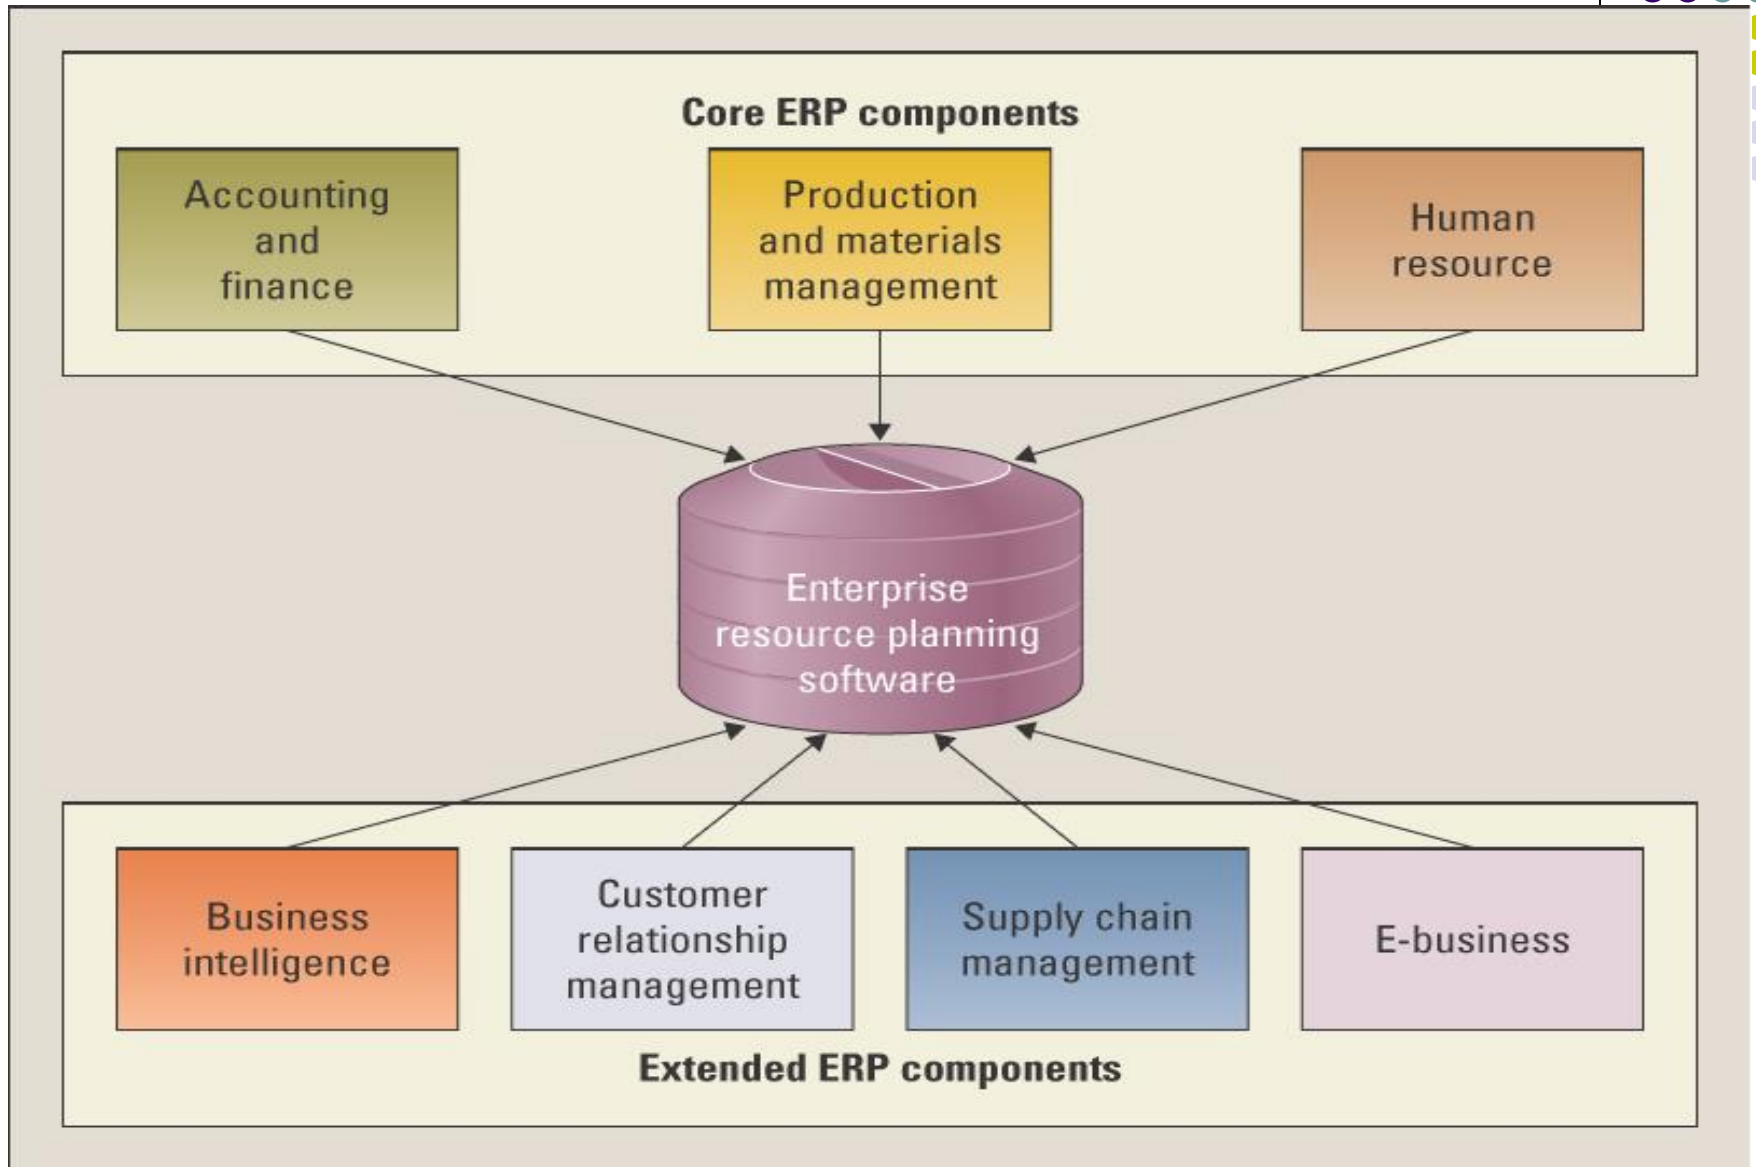 Core ERP components
Accounting
and
finance
Production
and materials
management
Human
resource
Enterprise
resource planning
software
Business
intelligence
Customer
relationship
management
Supply chain
management
E-business
Extended ERP components